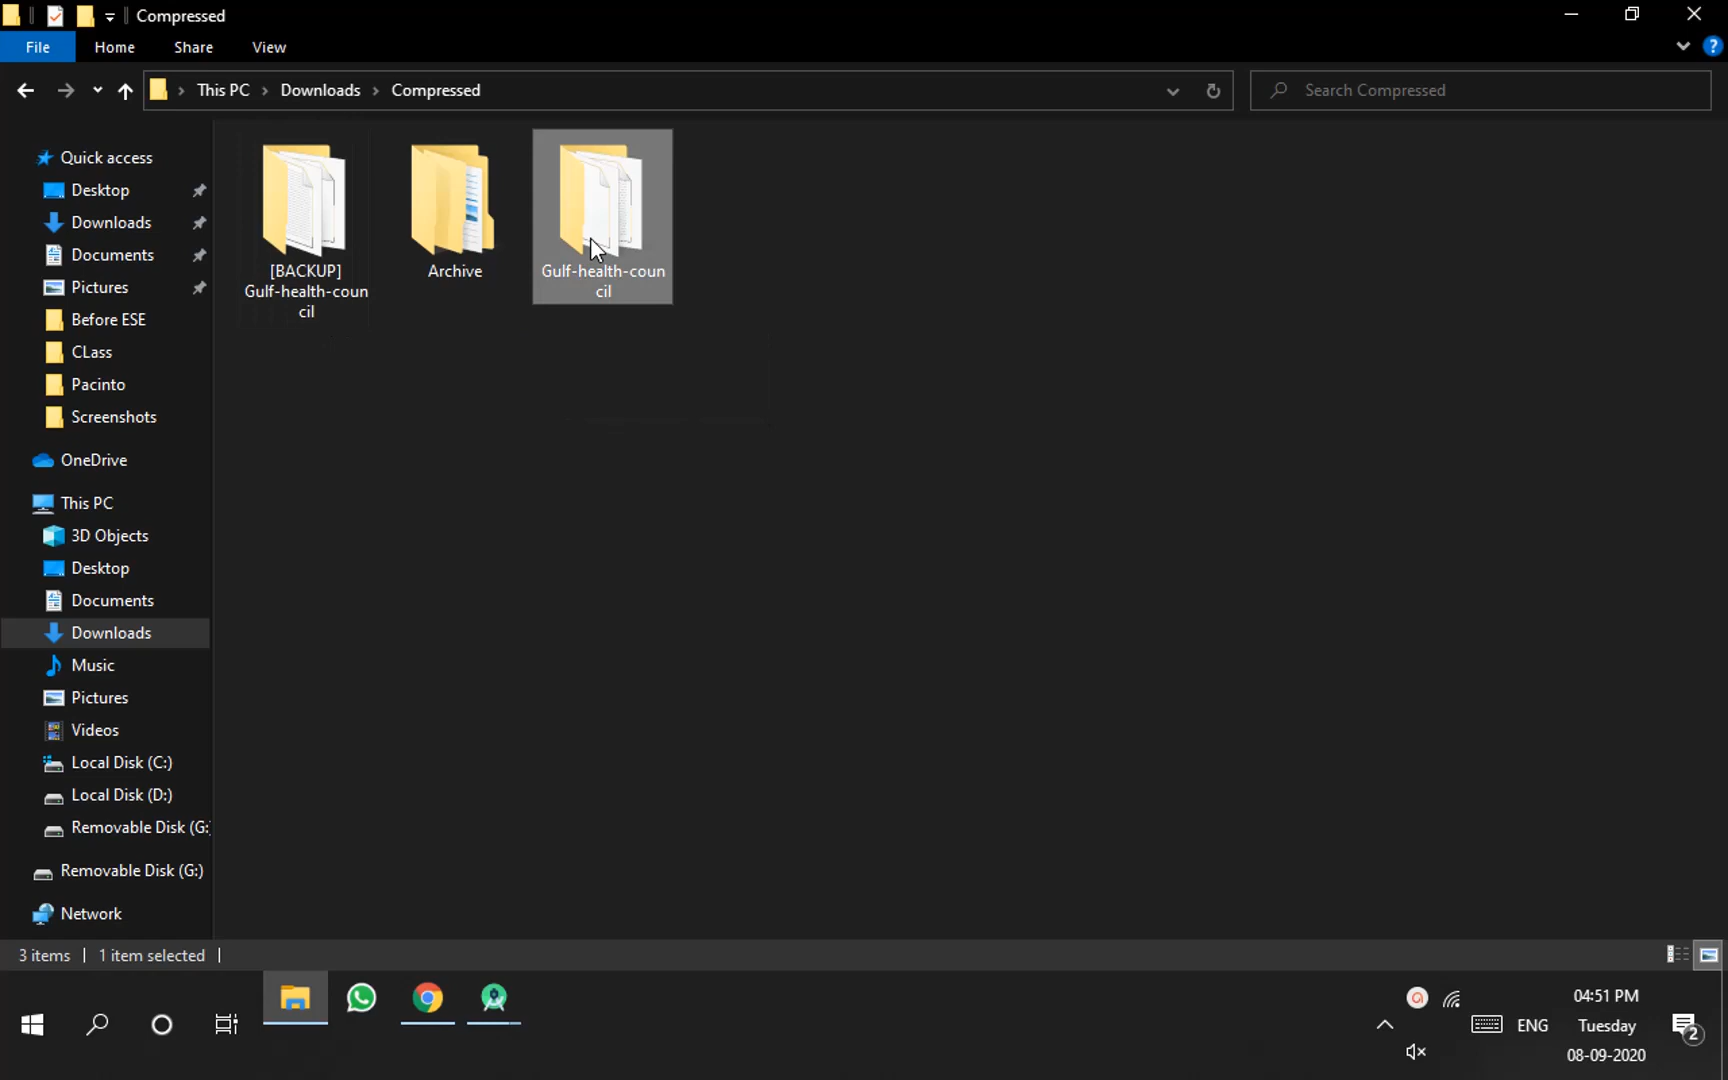 Compressed
File
Home
Share
View
This PC
Downloads
Compressed
Search Compressed
Quick access
Desktop
Downloads
Documents
Pictures
Before ESE
CLass
Pacinto
Screenshots
OneDrive
This PC
3D Objects
Desktop
Documents
Downloads
Music
Pictures
Videos
Local Disk (C:)
Local Disk (D:)
Removable Disk (G:
Removable Disk (G:)
Network
[BACKUP]
Gulf-health-coun
cil
Archive
Gulf-health-coun
cil
3 items
1 item selected
ENG
04:51 PM
Tuesday
08-09-2020
2